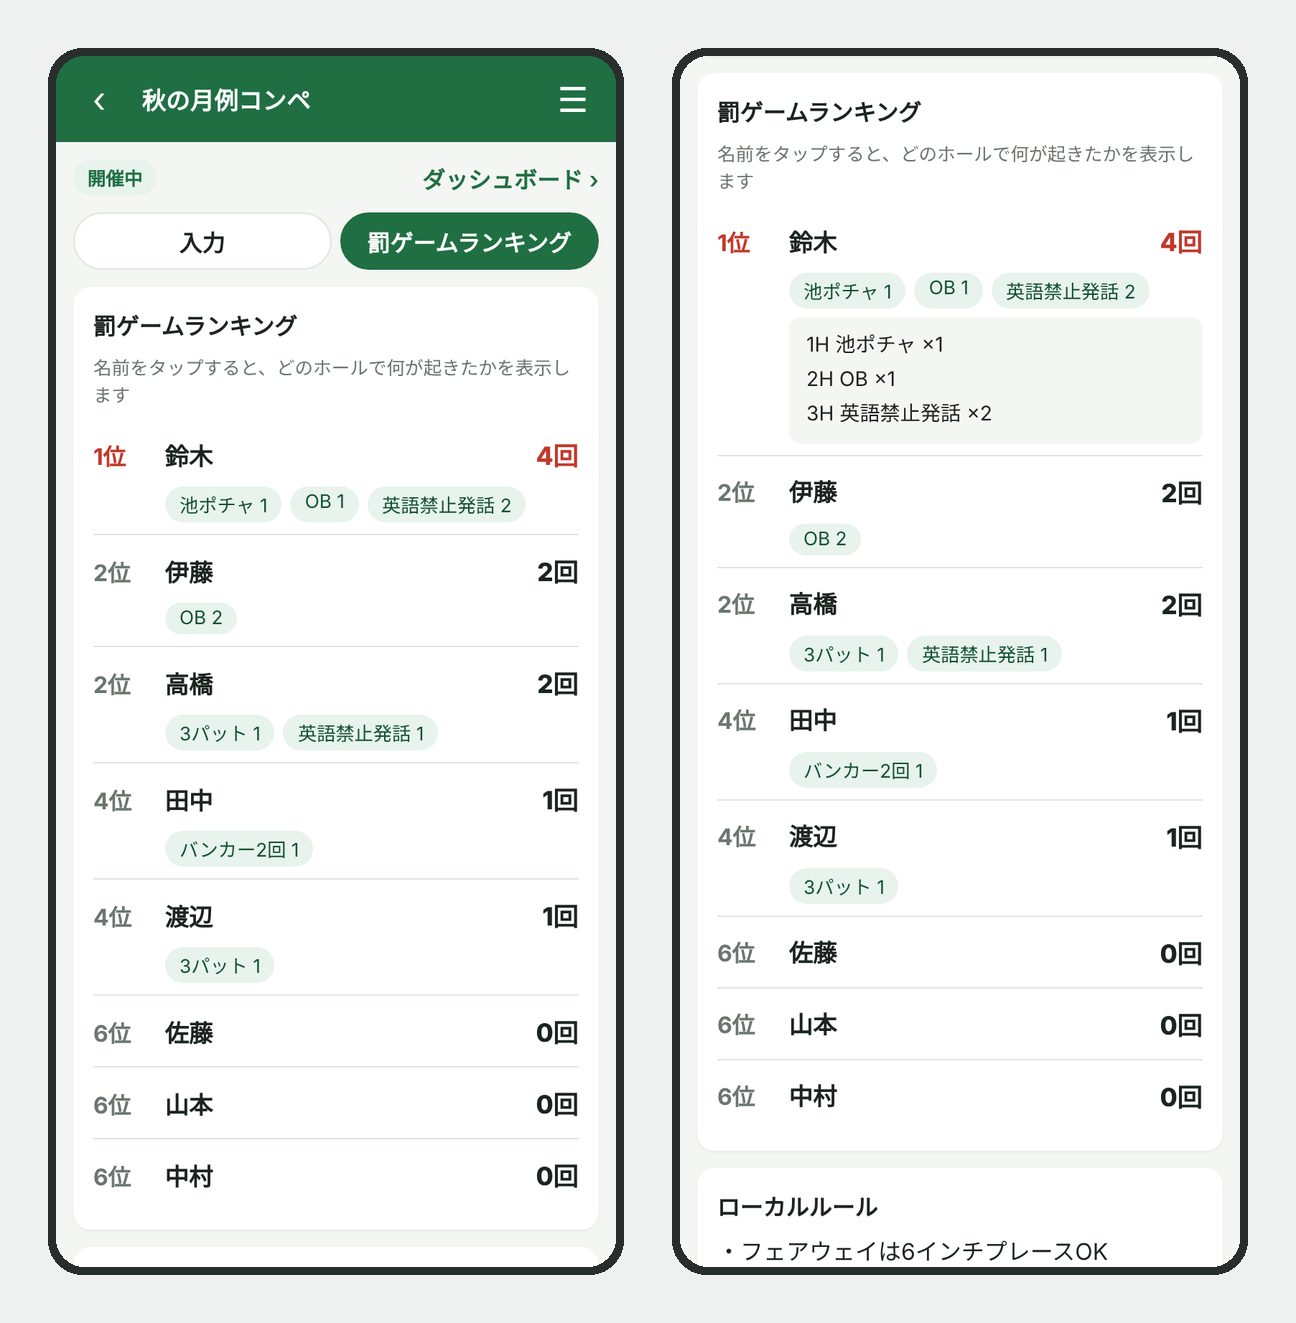 ‹ 秋の月例コンペ ☰
開催中 ダッシュボード ›
入力 罰ゲームランキング
罰ゲームランキング
名前をタップすると、どのホールで何が起きたかを表示し
ます
1位 鈴木 4回
池ポチャ 1 OB 1 英語禁止発話 2
2位 伊藤 2回
OB 2
2位 高橋 2回
3パット 1 英語禁止発話 1
4位 田中 1回
バンカー2回 1
4位 渡辺 1回
3パット 1
6位 佐藤 0回
6位 山本 0回
6位 中村 0回
罰ゲームランキング
名前をタップすると、どのホールで何が起きたかを表示し
ます
1位 鈴木 4回
池ポチャ 1 OB 1 英語禁止発話 2
1H 池ポチャ ×1
2H OB ×1
3H 英語禁止発話 ×2
2位 伊藤 2回
OB 2
2位 高橋 2回
3パット 1 英語禁止発話 1
4位 田中 1回
バンカー2回 1
4位 渡辺 1回
3パット 1
6位 佐藤 0回
6位 山本 0回
6位 中村 0回
ローカルルール
・フェアウェイは6インチプレースOK